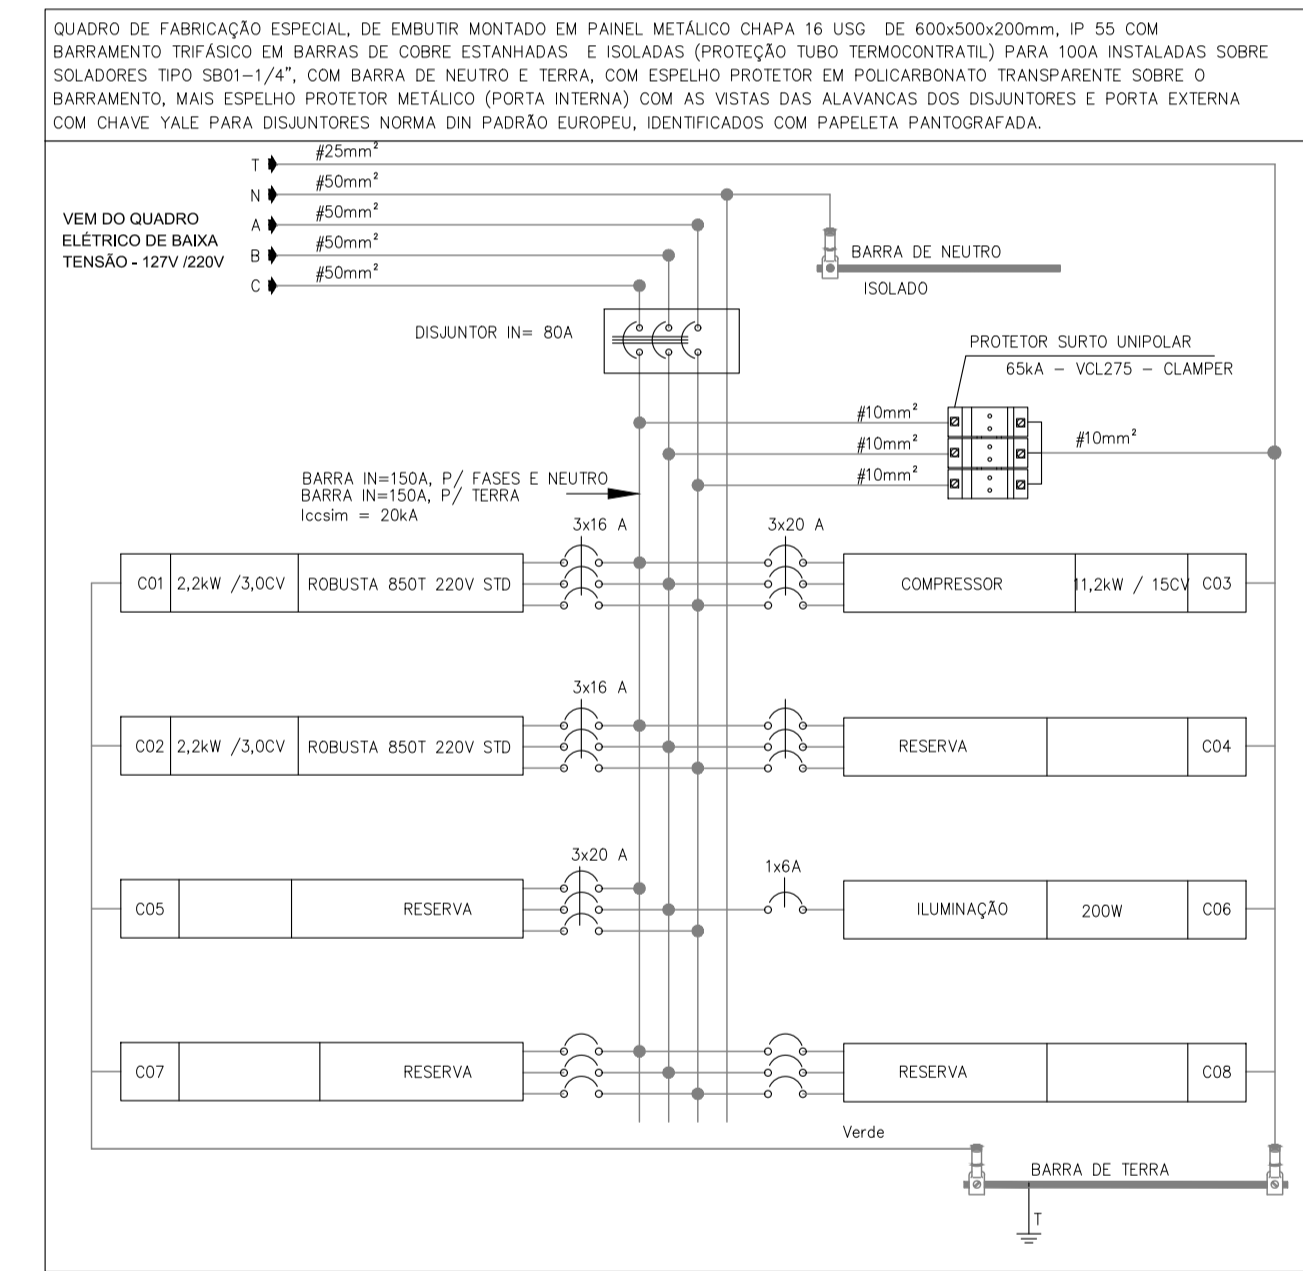 QUADRO DE FABRICAÇÃO ESPECIAL, DE EMBUTIR MONTADO EM PAINEL METÁLICO CHAPA 16 USG DE 600x500x200mm, IP 55 COM
BARRAMENTO TRIFÁSICO EM BARRAS DE COBRE ESTANHADAS E ISOLADAS (PROTEÇÃO TUBO TERMOCONTRATIL) PARA 100A INSTALADAS SOBRE
SOLADORES TIPO SB01-1/4", COM BARRA DE NEUTRO E TERRA, COM ESPELHO PROTETOR EM POLICARBONATO TRANSPARENTE SOBRE O
BARRAMENTO, MAIS ESPELHO PROTETOR METÁLICO (PORTA INTERNA) COM AS VISTAS DAS ALAVANCAS DOS DISJUNTORES E PORTA EXTERNA
COM CHAVE YALE PARA DISJUNTORES NORMA DIN PADRÃO EUROPEU, IDENTIFICADOS COM PAPELETA PANTOGRAFADA.
T #25mm²
N #50mm²
A #50mm²
B #50mm²
C #50mm²
VEM DO QUADRO
ELÉTRICO DE BAIXA
TENSÃO - 127V /220V
BARRA DE NEUTRO
ISOLADO
DISJUNTOR IN= 80A
PROTETOR SURTO UNIPOLAR
65kA - VCL275 - CLAMPER
#10mm²
#10mm²
#10mm²
#10mm²
BARRA IN=150A, P/ FASES E NEUTRO
BARRA IN=150A, P/ TERRA
Iccsim = 20kA
3x16 A
3x20 A
C01 2,2kW /3,0CV ROBUSTA 850T 220V STD
COMPRESSOR 11,2kW / 15CV C03
3x16 A
C02 2,2kW /3,0CV ROBUSTA 850T 220V STD
RESERVA C04
3x20 A
1x6A
C05 RESERVA
ILUMINAÇÃO 200W C06
C07 RESERVA
RESERVA C08
Verde
BARRA DE TERRA
T